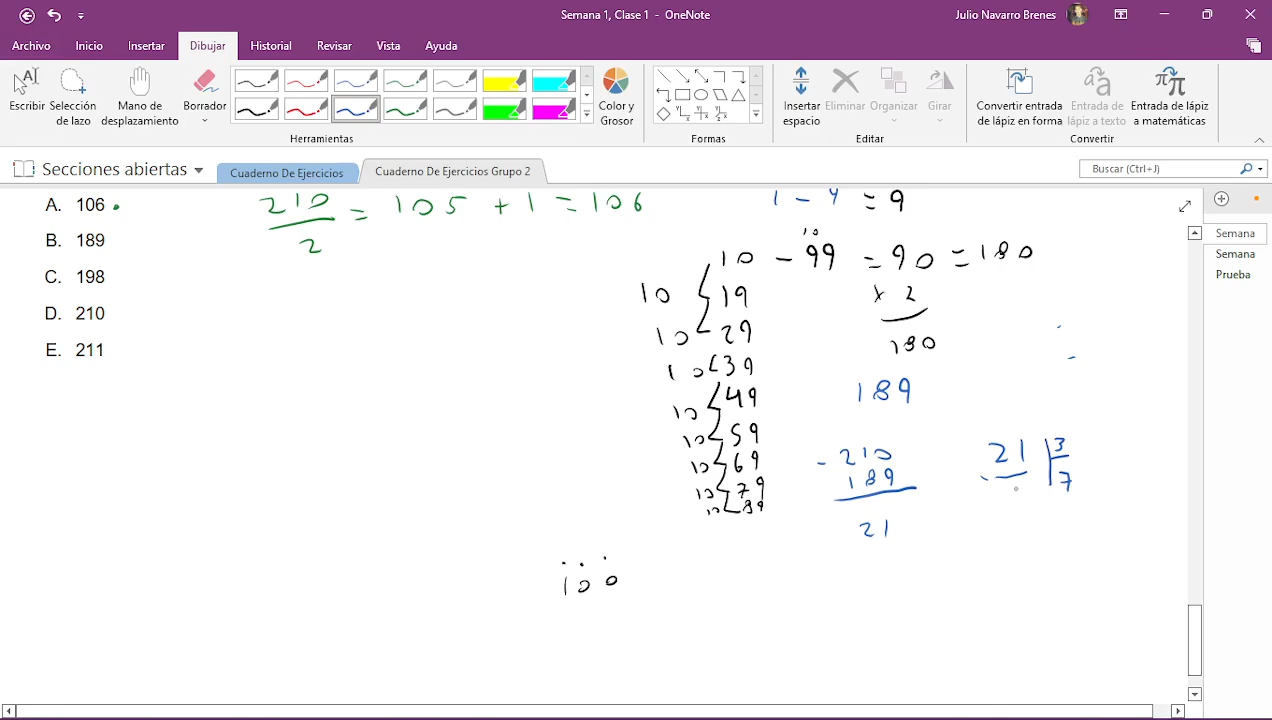 Semana 1, Clase 1 - OneNote
Julio Navarro Brenes
Archivo Inicio Insertar Dibujar Historial Revisar Vista Ayuda
Escribir Selección de lazo Mano de desplazamiento Borrador Color y Grosor Insertar espacio Eliminar Organizar Girar Convertir entrada de lápiz en forma Entrada de lápiz a texto Entrada de lápiz a matemáticas
Herramientas Formas Editar Convertir
Secciones abiertas Cuaderno De Ejercicios Cuaderno De Ejercicios Grupo 2 Buscar (Ctrl+J)
Semana
Semana
Prueba
A. 106
B. 189
C. 198
D. 210
E. 211
210
2
= 105 + 1 = 106
= 9
10
10 - 99 = 90 = 180
x 2
180
10 19
10 29
10 39
10 49
10 59
10 69
10 79
10 89
189
- 210
189
21
21 3
7
100